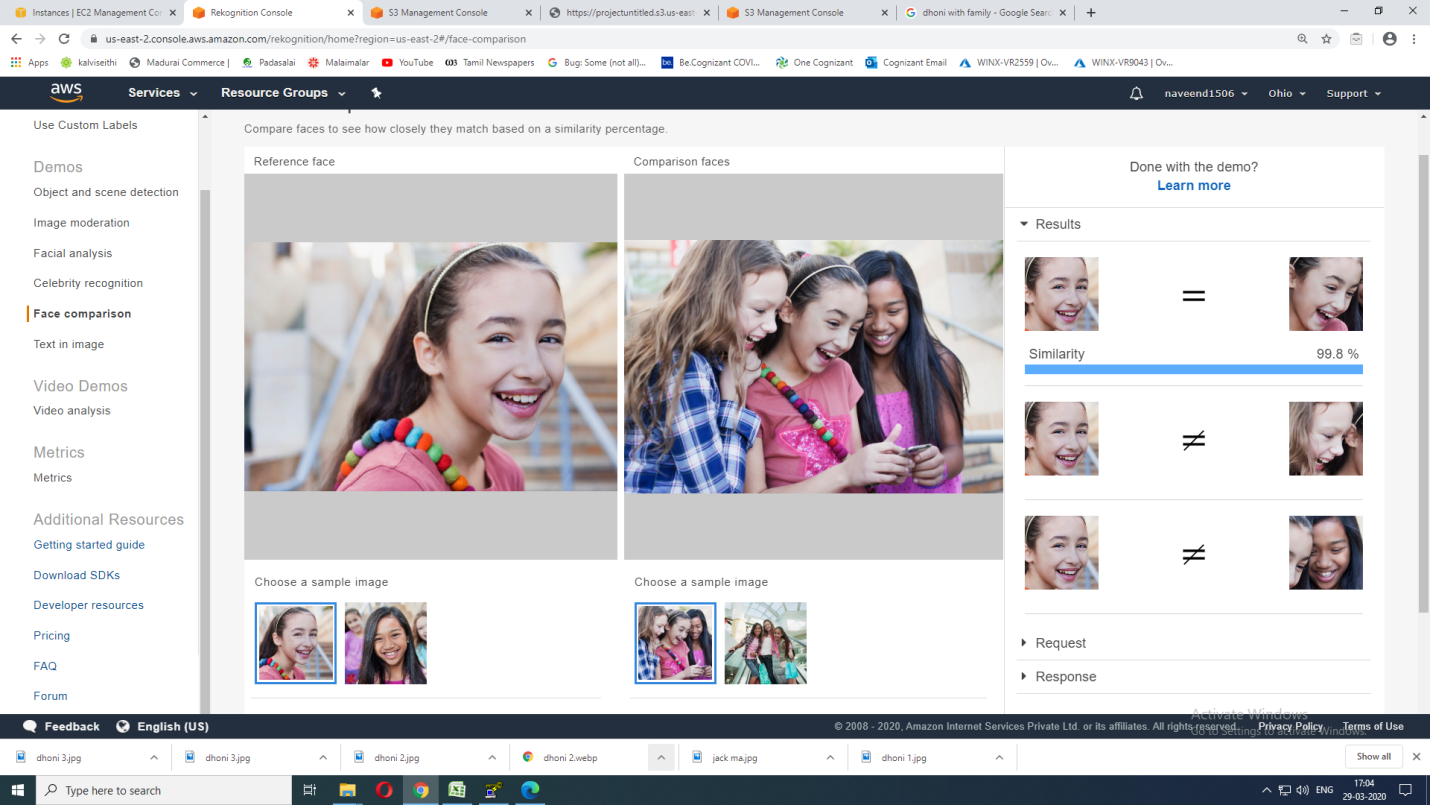 Instances | EC2 Management Con
Rekognition Console
S3 Management Console
https://projectuntitled.s3.us-east-
S3 Management Console
dhoni with family - Google Searc
us-east-2.console.aws.amazon.com/rekognition/home?region=us-east-2#/face-comparison
Apps
kalviseithi
Madurai Commerce |
Padasalai
Malaimalar
YouTube
Tamil Newspapers
Bug: Some (not all)...
Be.Cognizant COVI...
One Cognizant
Cognizant Email
WINX-VR2559 | Ov...
WINX-VR9043 | Ov...
aws
Services
Resource Groups
naveend1506
Ohio
Support
Use Custom Labels
Demos
Object and scene detection
Image moderation
Facial analysis
Celebrity recognition
Face comparison
Text in image
Video Demos
Video analysis
Metrics
Metrics
Additional Resources
Getting started guide
Download SDKs
Developer resources
Pricing
FAQ
Forum
Compare faces to see how closely they match based on a similarity percentage.
Reference face
Comparison faces
Choose a sample image
Choose a sample image
Done with the demo?
Learn more
Results
=
Similarity 99.8 %
≠
≠
Request
Response
Activate Windows
Go to Settings to activate Windows.
Feedback
English (US)
© 2008 - 2020, Amazon Internet Services Private Ltd. or its affiliates. All rights reserved.
Privacy Policy
Terms of Use
dhoni 3.jpg
dhoni 3.jpg
dhoni 2.jpg
dhoni 2.webp
jack ma.jpg
dhoni 1.jpg
Show all
Type here to search
ENG
17:04
29-03-2020